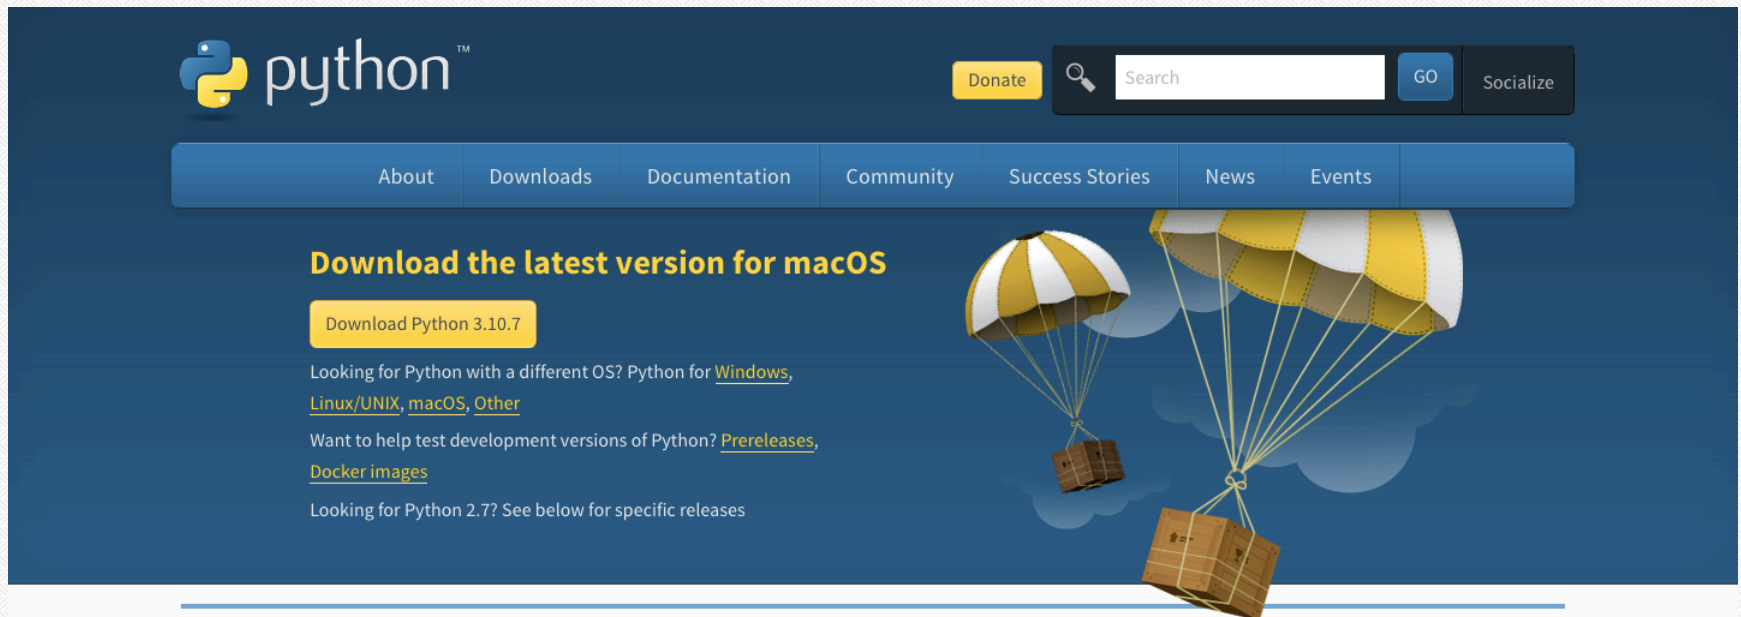 python™
Donate
Search
GO
Socialize
About
Downloads
Documentation
Community
Success Stories
News
Events
Download the latest version for macOS
Download Python 3.10.7
Looking for Python with a different OS? Python for Windows,
Linux/UNIX, macOS, Other
Want to help test development versions of Python? Prereleases,
Docker images
Looking for Python 2.7? See below for specific releases